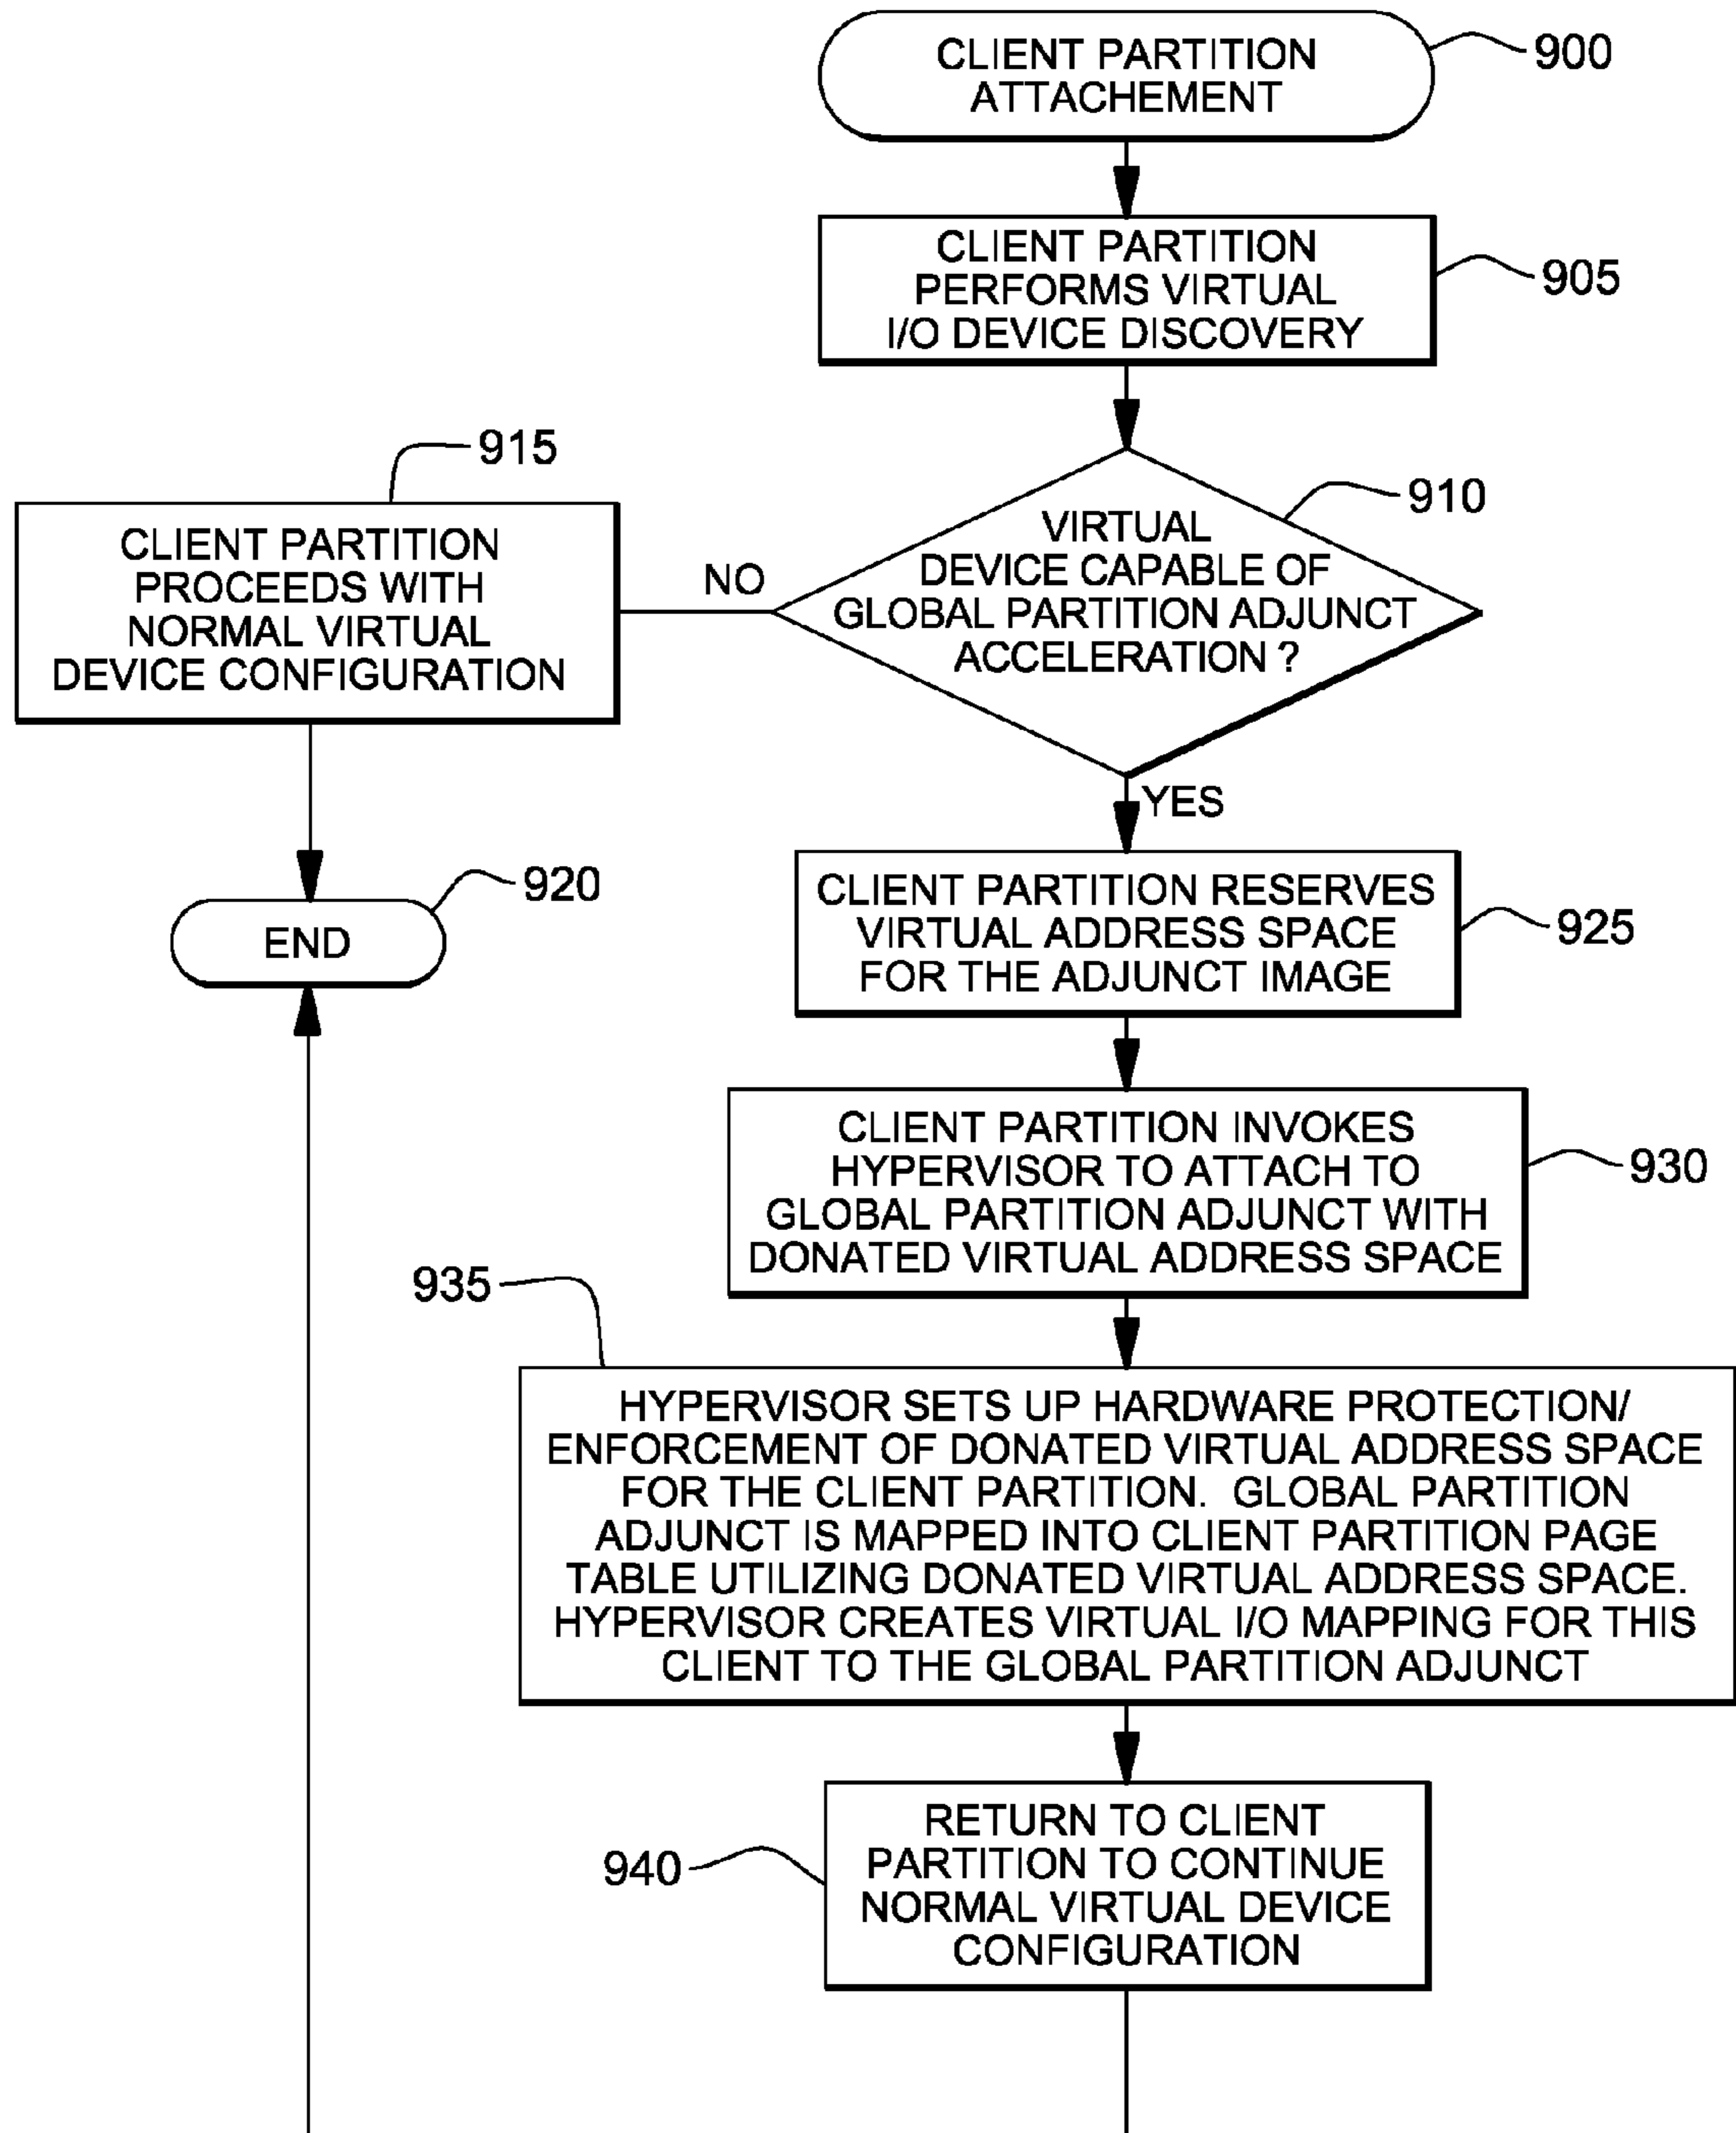 CLIENT PARTITION
ATTACHEMENT
900
CLIENT PARTITION
PERFORMS VIRTUAL
I/O DEVICE DISCOVERY
905
VIRTUAL
DEVICE CAPABLE OF
GLOBAL PARTITION ADJUNCT
ACCELERATION ?
910
NO
915
CLIENT PARTITION
PROCEEDS WITH
NORMAL VIRTUAL
DEVICE CONFIGURATION
END
920
YES
CLIENT PARTITION RESERVES
VIRTUAL ADDRESS SPACE
FOR THE ADJUNCT IMAGE
925
CLIENT PARTITION INVOKES
HYPERVISOR TO ATTACH TO
GLOBAL PARTITION ADJUNCT WITH
DONATED VIRTUAL ADDRESS SPACE
930
935
HYPERVISOR SETS UP HARDWARE PROTECTION/
ENFORCEMENT OF DONATED VIRTUAL ADDRESS SPACE
FOR THE CLIENT PARTITION. GLOBAL PARTITION
ADJUNCT IS MAPPED INTO CLIENT PARTITION PAGE
TABLE UTILIZING DONATED VIRTUAL ADDRESS SPACE.
HYPERVISOR CREATES VIRTUAL I/O MAPPING FOR THIS
CLIENT TO THE GLOBAL PARTITION ADJUNCT
940
RETURN TO CLIENT
PARTITION TO CONTINUE
NORMAL VIRTUAL DEVICE
CONFIGURATION